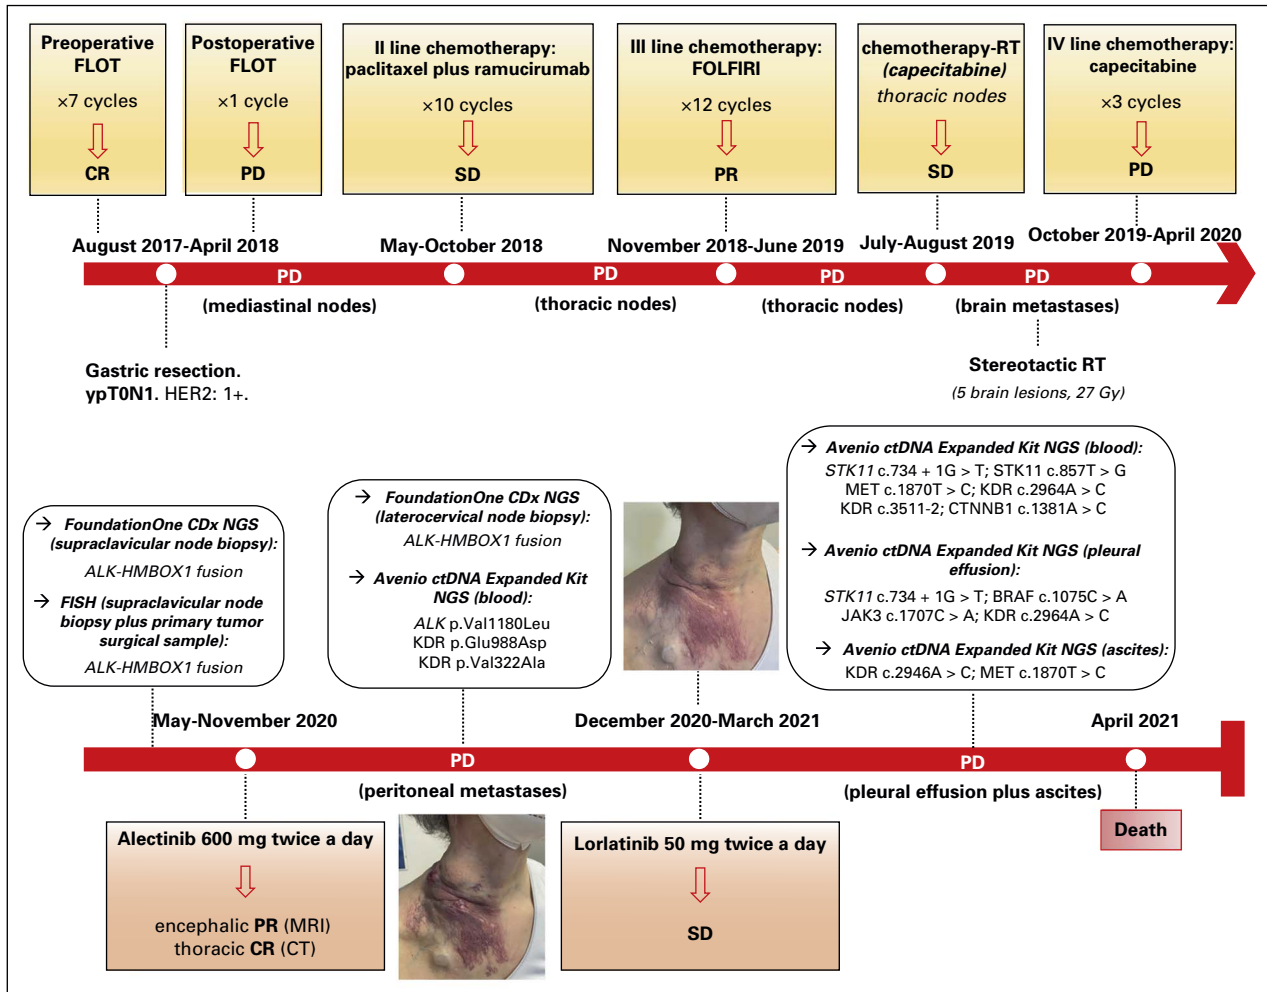 Preoperative
FLOT
×7 cycles
CR
Postoperative
FLOT
×1 cycle
PD
II line chemotherapy:
paclitaxel plus ramucirumab
×10 cycles
SD
III line chemotherapy:
FOLFIRI
×12 cycles
PR
chemotherapy-RT
(capecitabine)
thoracic nodes
SD
IV line chemotherapy:
capecitabine
×3 cycles
PD
August 2017-April 2018
May-October 2018
November 2018-June 2019
July-August 2019
October 2019-April 2020
PD
PD
PD
PD
(mediastinal nodes)
(thoracic nodes)
(thoracic nodes)
(brain metastases)
Gastric resection.
ypT0N1. HER2: 1+.
Stereotactic RT
(5 brain lesions, 27 Gy)
→ FoundationOne CDx NGS
(supraclavicular node biopsy):
ALK-HMBOX1 fusion
→ FISH (supraclavicular node
biopsy plus primary tumor
surgical sample):
ALK-HMBOX1 fusion
→ FoundationOne CDx NGS
(laterocervical node biopsy):
ALK-HMBOX1 fusion
→ Avenio ctDNA Expanded Kit
NGS (blood):
ALK p.Val1180Leu
KDR p.Glu988Asp
KDR p.Val322Ala
→ Avenio ctDNA Expanded Kit NGS (blood):
STK11 c.734 + 1G > T; STK11 c.857T > G
MET c.1870T > C; KDR c.2964A > C
KDR c.3511-2; CTNNB1 c.1381A > C
→ Avenio ctDNA Expanded Kit NGS (pleural
effusion):
STK11 c.734 + 1G > T; BRAF c.1075C > A
JAK3 c.1707C > A; KDR c.2964A > C
→ Avenio ctDNA Expanded Kit NGS (ascites):
KDR c.2946A > C; MET c.1870T > C
May-November 2020
December 2020-March 2021
April 2021
PD
PD
(peritoneal metastases)
(pleural effusion plus ascites)
Alectinib 600 mg twice a day
encephalic PR (MRI)
thoracic CR (CT)
Lorlatinib 50 mg twice a day
SD
Death